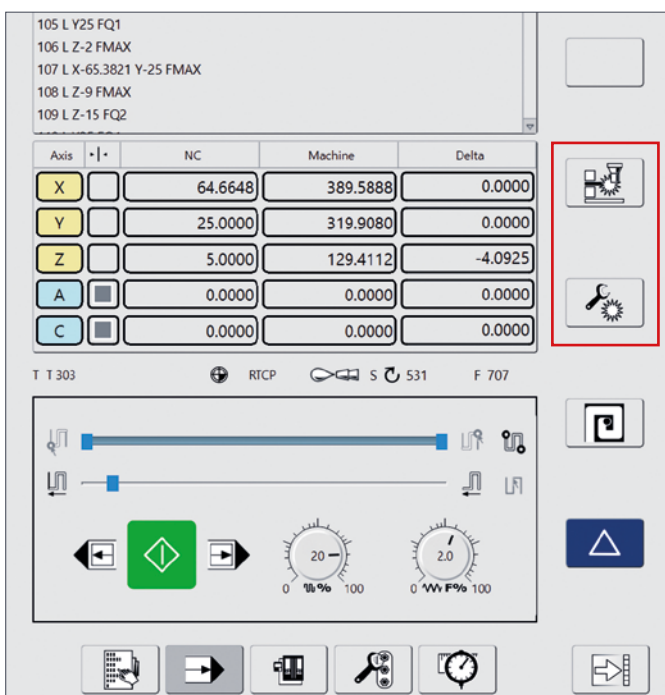 105 L Y25 FQ1
106 L Z-2 FMAX
107 L X-65.3821 Y-25 FMAX
108 L Z-9 FMAX
109 L Z-15 FQ2
Axis NC Machine Delta
X 64.6648 389.5888 0.0000
Y 25.0000 319.9080 0.0000
Z 5.0000 129.4112 -4.0925
A 0.0000 0.0000 0.0000
C 0.0000 0.0000 0.0000
T T 303 RTCP S 531 F 707
20 2.0
0 % 100 0 F% 100